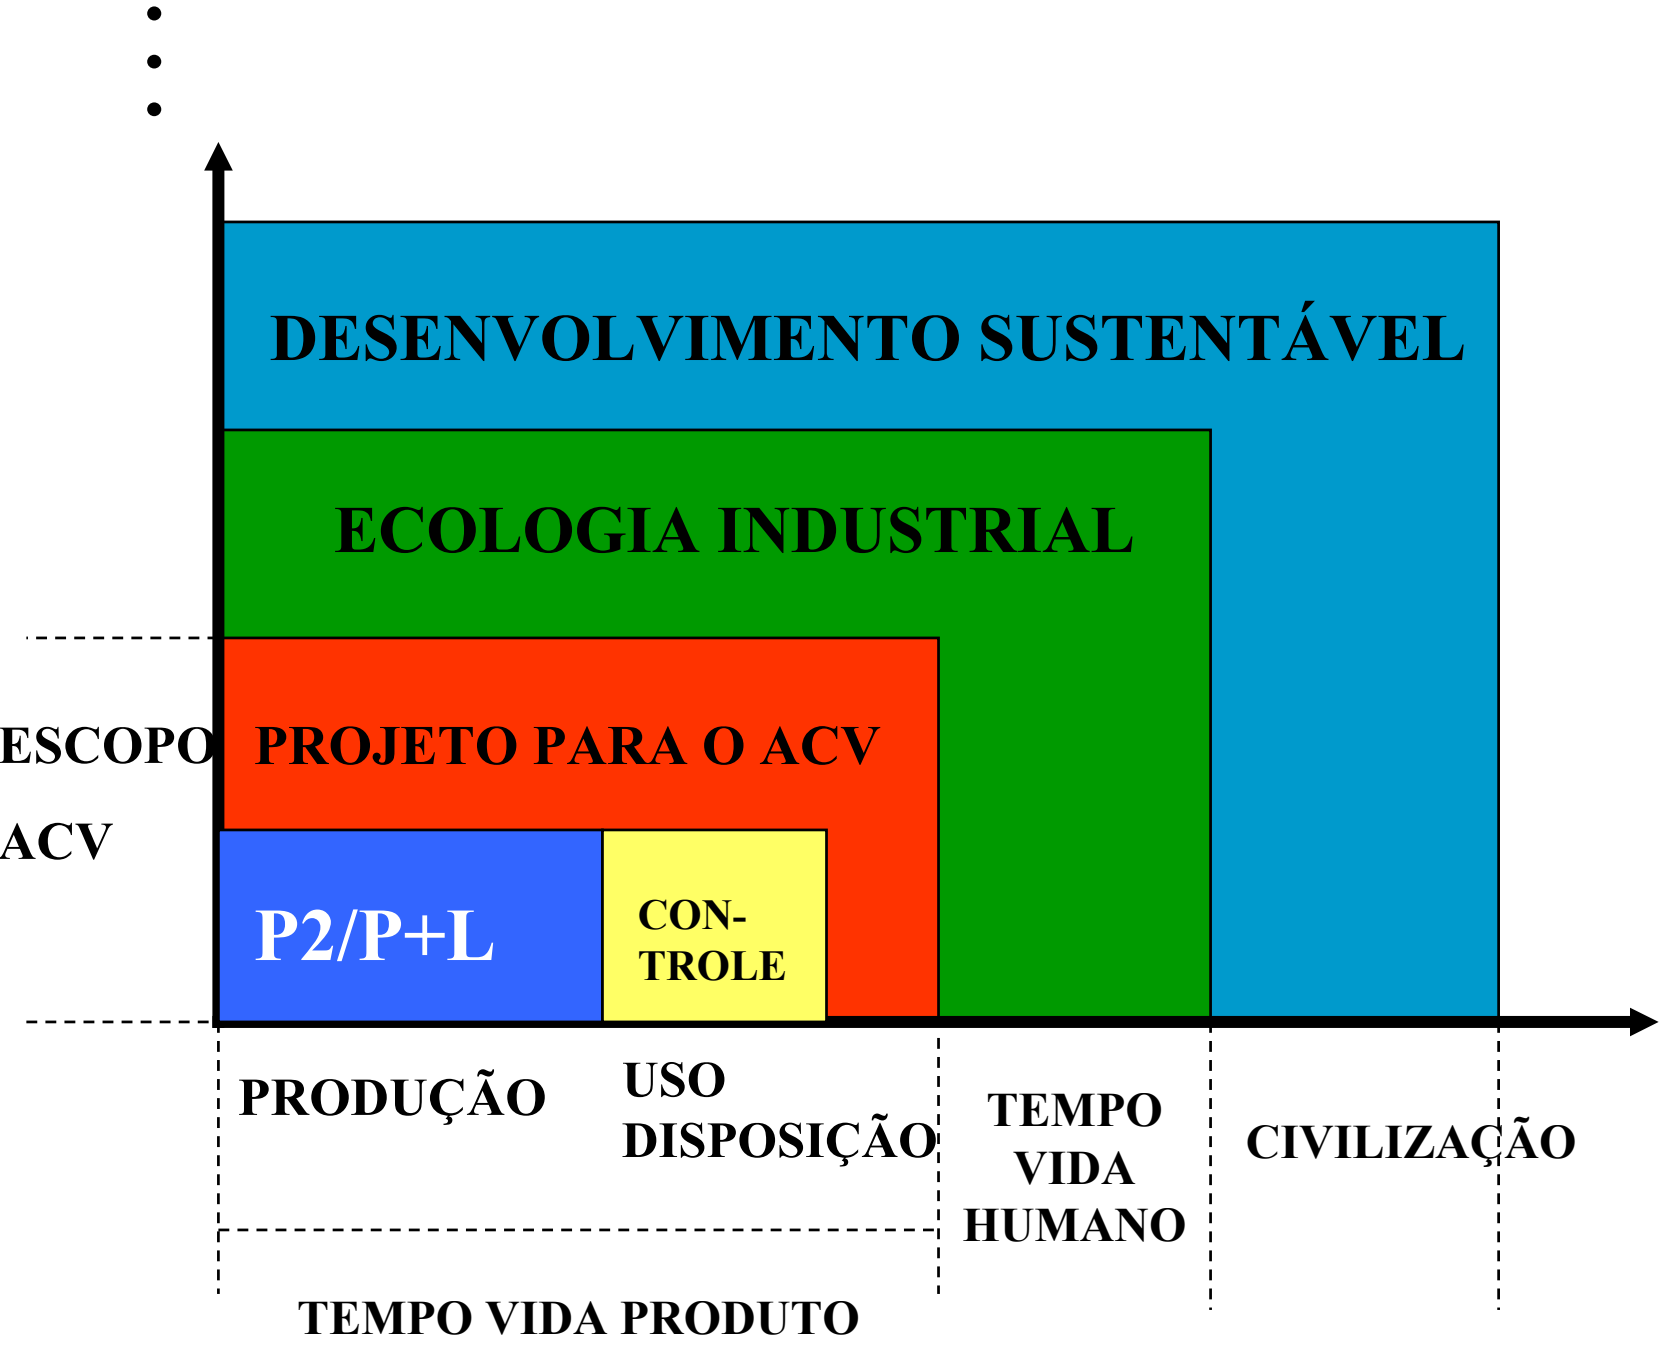 DESENVOLVIMENTO SUSTENTÁVEL
ECOLOGIA INDUSTRIAL
ESCOPO
ACV
PROJETO PARA O ACV
P2/P+L
CON-
TROLE
PRODUÇÃO
USO
DISPOSIÇÃO
TEMPO
VIDA
HUMANO
CIVILIZAÇÃO
TEMPO VIDA PRODUTO